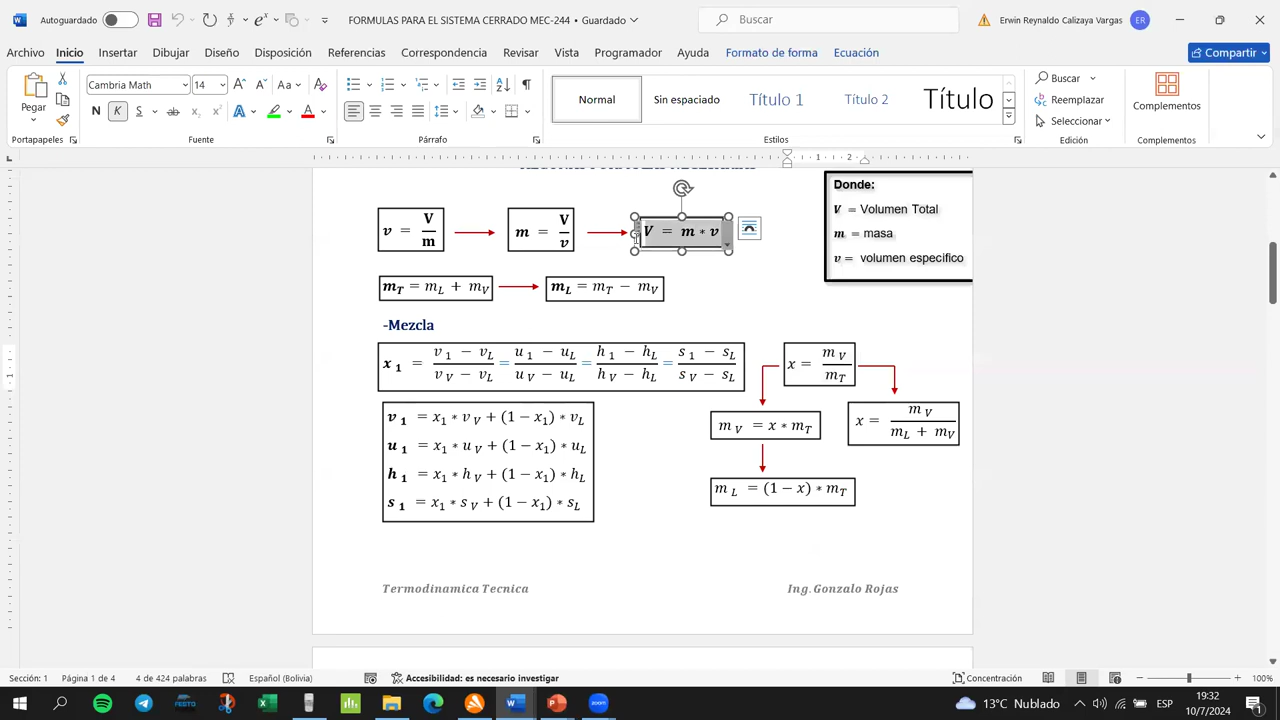 Autoguardado
FORMULAS PARA EL SISTEMA CERRADO MEC-244 • Guardado
Buscar
Erwin Reynaldo Calizaya Vargas
ER
Archivo Inicio Insertar Dibujar Diseño Disposición Referencias Correspondencia Revisar Vista Programador Ayuda Formato de forma Ecuación
Compartir
Pegar
Cambria Math 14
N K S ab
Normal
Sin espaciado
Título 1
Título 2
Título
Buscar
Reemplazar
Seleccionar
Complementos
Portapapeles Fuente Párrafo Estilos Edición Complementos
1 2
v = V/m
m = V/v
V = m * v
Donde:
V = Volumen Total
m = masa
v = volumen especifico
m_T = m_L + m_V
m_L = m_T − m_V
-Mezcla
x_1 = (v_1 − v_L)/(v_V − v_L) = (u_1 − u_L)/(u_V − u_L) = (h_1 − h_L)/(h_V − h_L) = (s_1 − s_L)/(s_V − s_L)
x = m_V/m_T
v_1 = x_1 * v_V + (1 − x_1) * v_L
u_1 = x_1 * u_V + (1 − x_1) * u_L
h_1 = x_1 * h_V + (1 − x_1) * h_L
s_1 = x_1 * s_V + (1 − x_1) * s_L
m_V = x * m_T
x = m_V/(m_L + m_V)
m_L = (1 − x) * m_T
Termodinamica Tecnica
Ing. Gonzalo Rojas
Sección: 1 Página 1 de 4 4 de 424 palabras Español (Bolivia) Accesibilidad: es necesario investigar Concentración 100%
13°C Nublado
ESP
19:32
10/7/2024